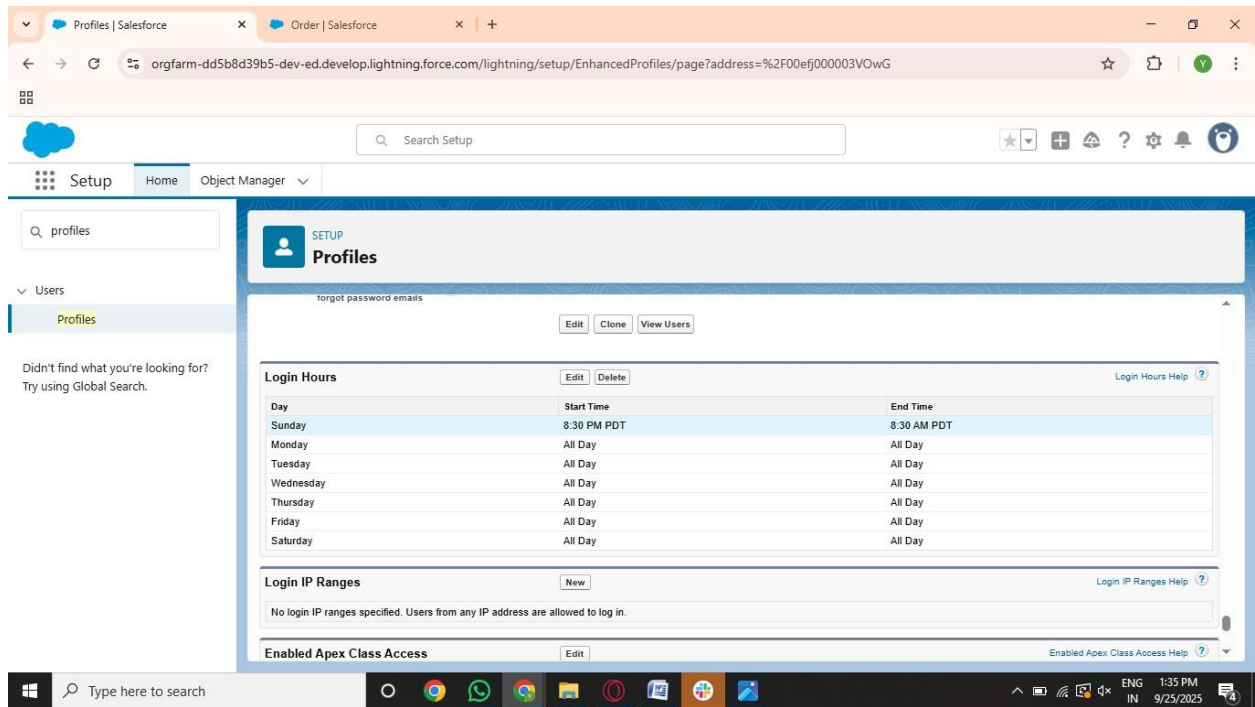 Profiles | Salesforce
Order | Salesforce
orgfarm-dd5b8d39b5-dev-ed.develop.lightning.force.com/lightning/setup/EnhancedProfiles/page?address=%2F00efj000003VOwG
Y
Search Setup
Setup Home Object Manager
profiles
Users
Profiles
Didn't find what you're looking for?
Try using Global Search.
SETUP
Profiles
forgot password emails
Edit Clone View Users
Login Hours Edit Delete Login Hours Help ?
Day Start Time End Time
Sunday 8:30 PM PDT 8:30 AM PDT
Monday All Day All Day
Tuesday All Day All Day
Wednesday All Day All Day
Thursday All Day All Day
Friday All Day All Day
Saturday All Day All Day
Login IP Ranges New Login IP Ranges Help ?
No login IP ranges specified. Users from any IP address are allowed to log in.
Enabled Apex Class Access Edit Enabled Apex Class Access Help ?
Type here to search
ENG 1:35 PM
IN 9/25/2025 4